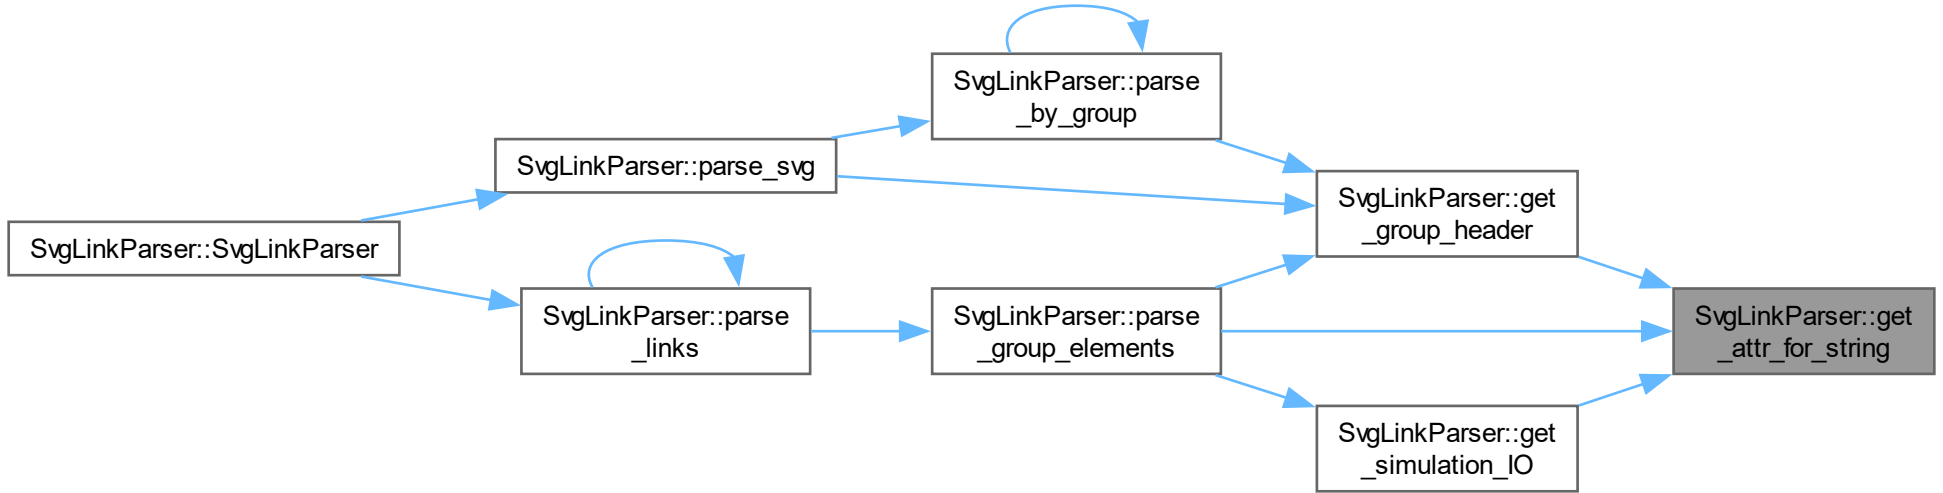 SvgLinkParser::parse
_by_group
SvgLinkParser::parse_svg
SvgLinkParser::get
_group_header
SvgLinkParser::SvgLinkParser
SvgLinkParser::parse
_links
SvgLinkParser::parse
_group_elements
SvgLinkParser::get
_attr_for_string
SvgLinkParser::get
_simulation_IO